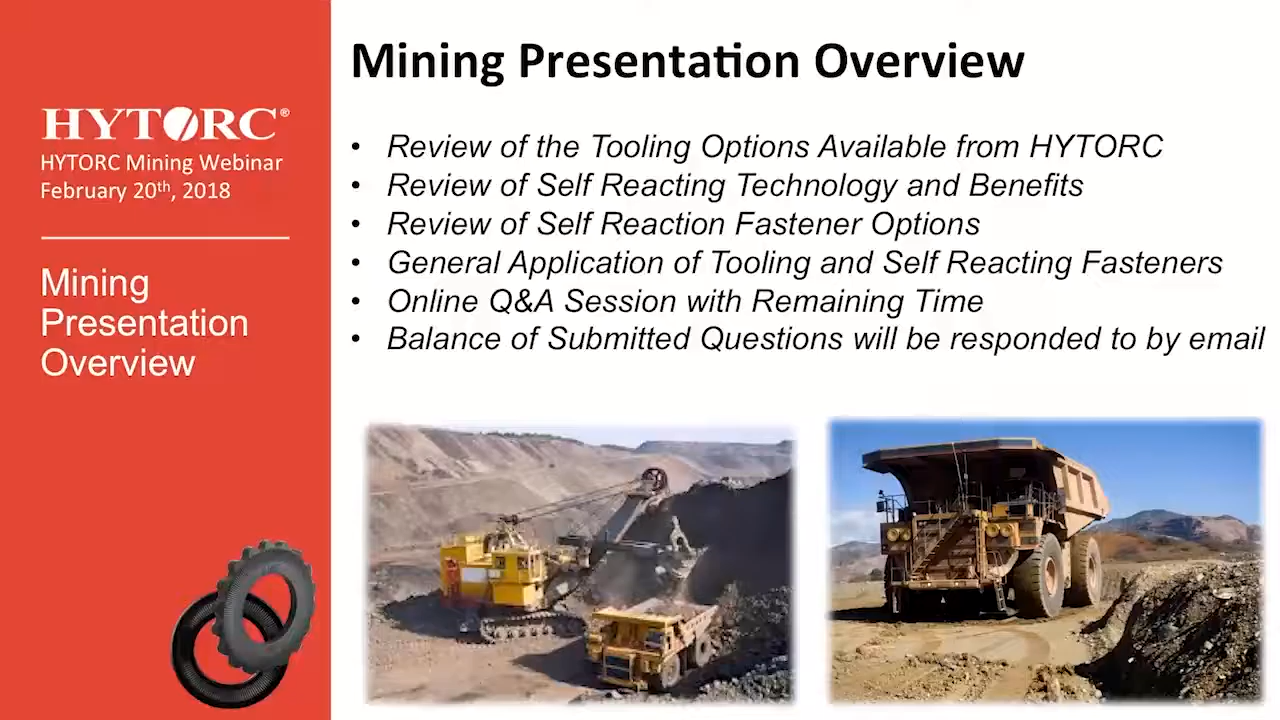 HYTORC®
HYTORC Mining Webinar
February 20th, 2018
Mining
Presentation
Overview
Mining Presentation Overview
• Review of the Tooling Options Available from HYTORC
• Review of Self Reacting Technology and Benefits
• Review of Self Reaction Fastener Options
• General Application of Tooling and Self Reacting Fasteners
• Online Q&A Session with Remaining Time
• Balance of Submitted Questions will be responded to by email